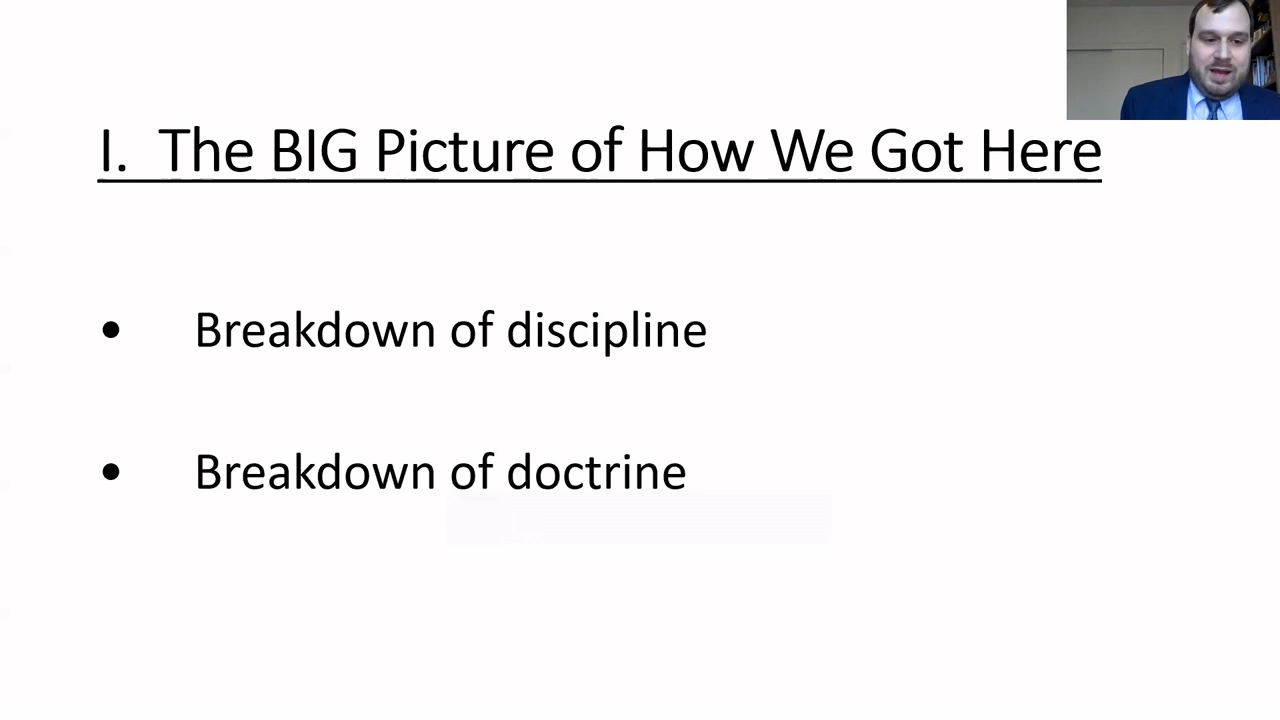 I. The BIG Picture of How We Got Here
• Breakdown of discipline
• Breakdown of doctrine